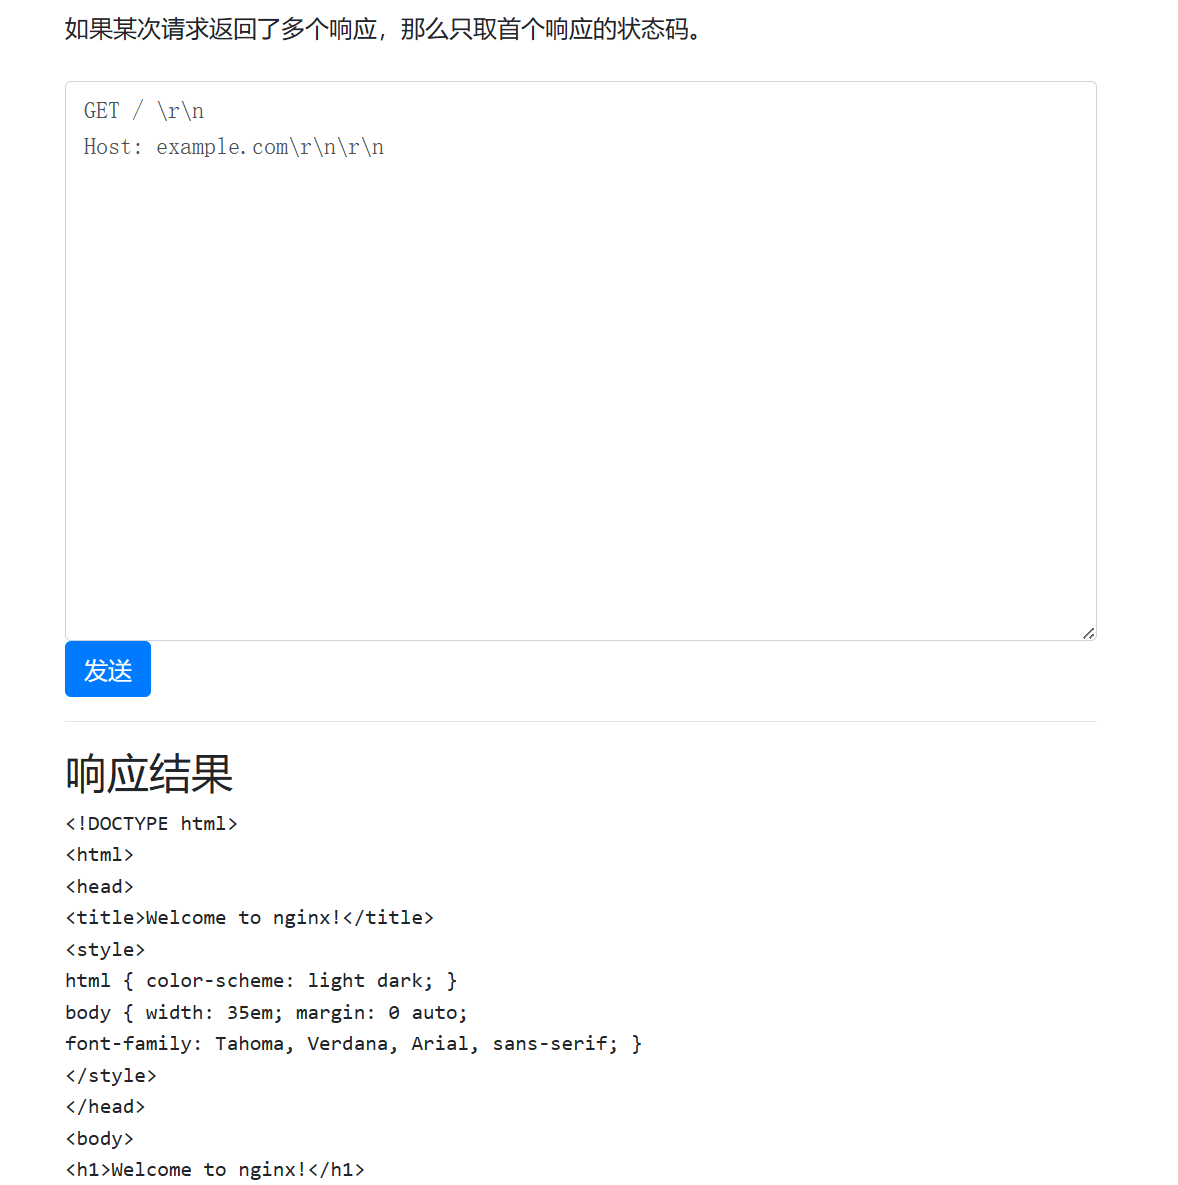 如果某次请求返回了多个响应，那么只取首个响应的状态码。
GET / \r\n
Host: example.com\r\n\r\n
发送
响应结果
<!DOCTYPE html>
<html>
<head>
<title>Welcome to nginx!</title>
<style>
html { color-scheme: light dark; }
body { width: 35em; margin: 0 auto;
font-family: Tahoma, Verdana, Arial, sans-serif; }
</style>
</head>
<body>
<h1>Welcome to nginx!</h1>